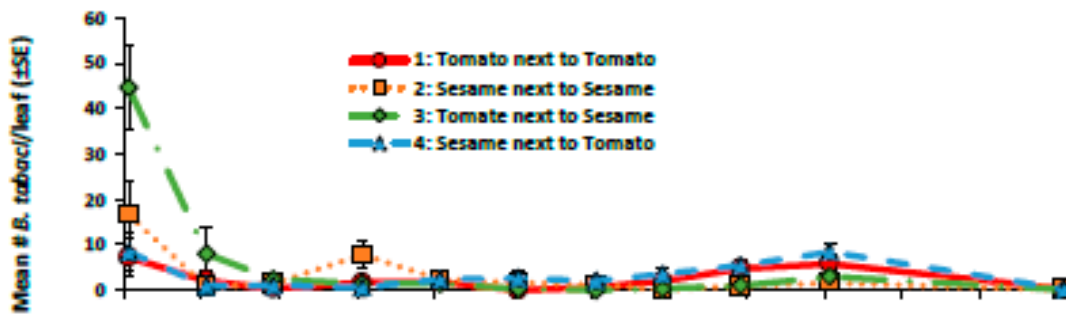 Mean # B. tabaci/leaf (±SE)
60
50
40
30
20
10
0
1: Tomato next to Tomato
2: Sesame next to Sesame
3: Tomate next to Sesame
4: Sesame next to Tomato